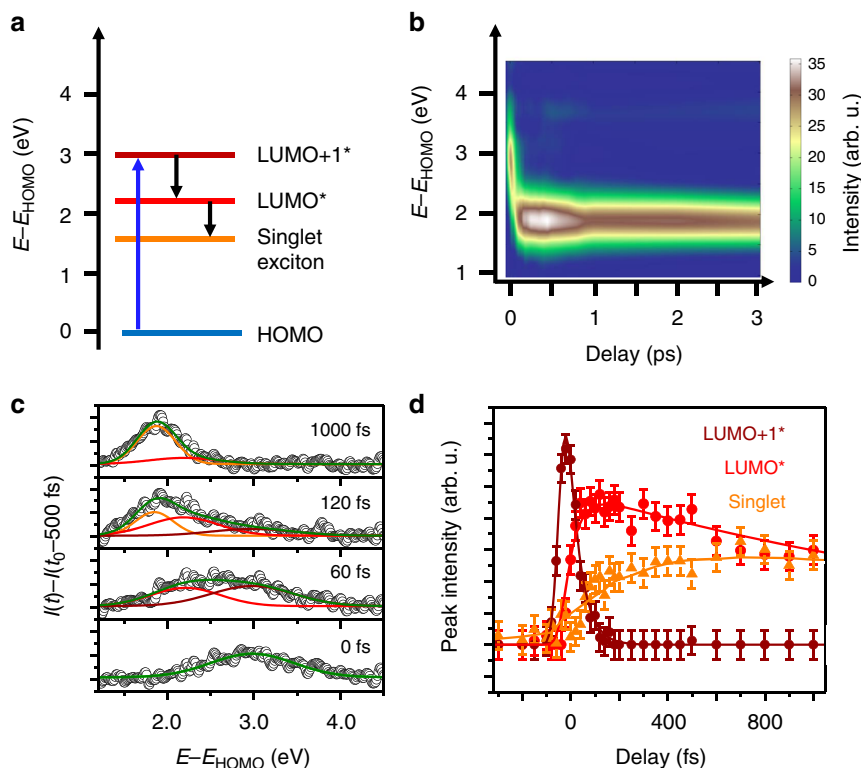 a
E–E_HOMO (eV)
4
3
2
1
0
LUMO+1*
LUMO*
Singlet
exciton
HOMO
b
E–E_HOMO (eV)
4
3
2
1
0
1
2
3
Delay (ps)
35
30
25
20
15
10
5
0
Intensity (arb. u.)
c
I(t)–I(t₀–500 fs)
1000 fs
120 fs
60 fs
0 fs
2.0
3.0
4.0
E–E_HOMO (eV)
d
Peak intensity (arb. u.)
LUMO+1*
LUMO*
Singlet
0
400
800
Delay (fs)